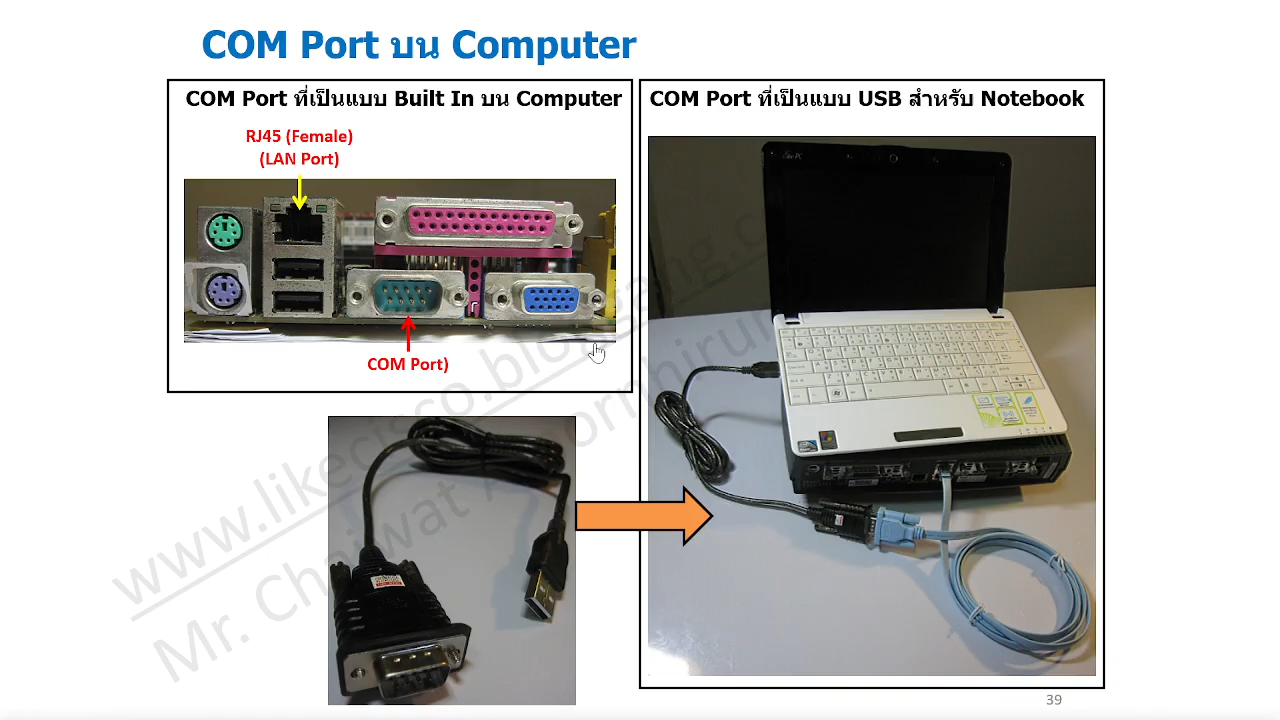 COM Port บน Computer
COM Port ที่เป็นแบบ Built In บน Computer
RJ45 (Female)
(LAN Port)
COM Port)
COM Port ที่เป็นแบบ USB สำหรับ Notebook
39